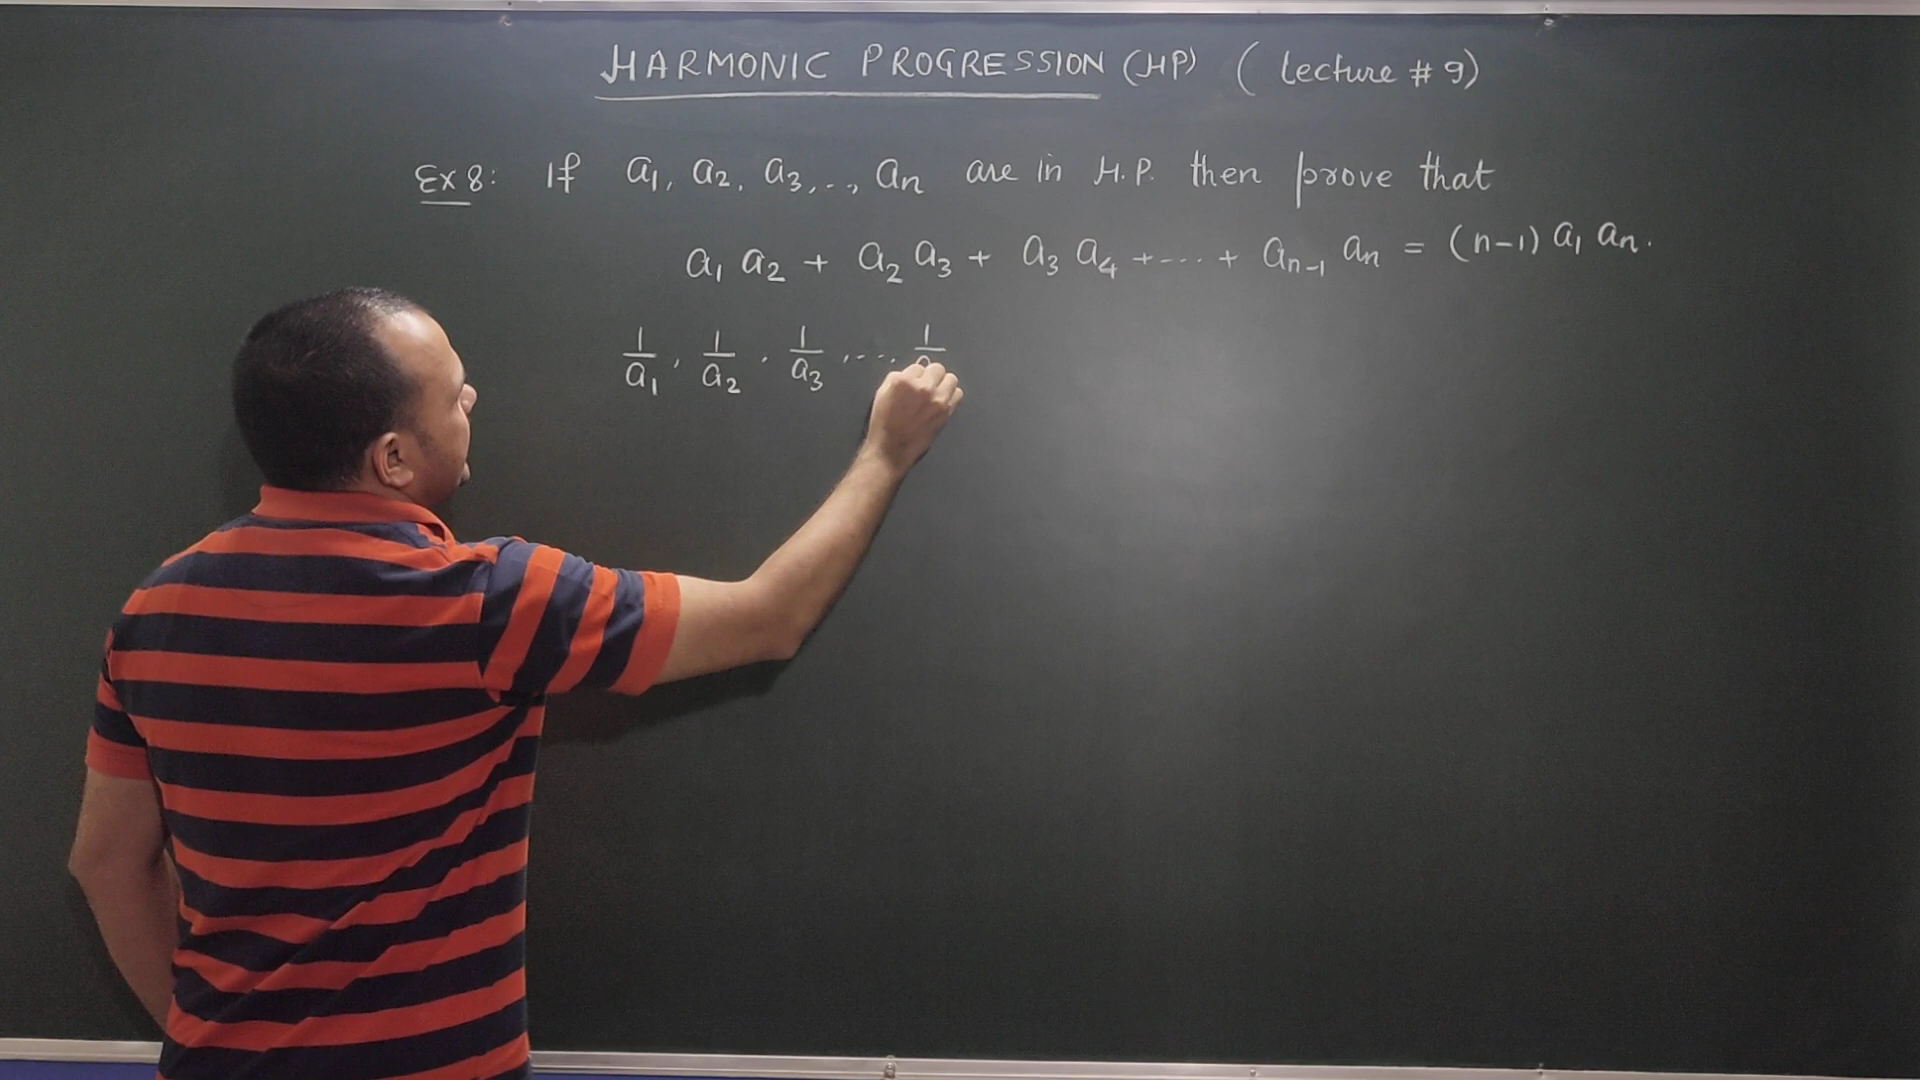 HARMONIC PROGRESSION (HP) ( Lecture # 9)
Ex 8: If a₁, a₂, a₃, .., aₙ are in H.P. then prove that
a₁ a₂ + a₂ a₃ + a₃ a₄ + ... + aₙ₋₁ aₙ = (n-1) a₁ aₙ.
1/a₁, 1/a₂, 1/a₃, ..., 1/